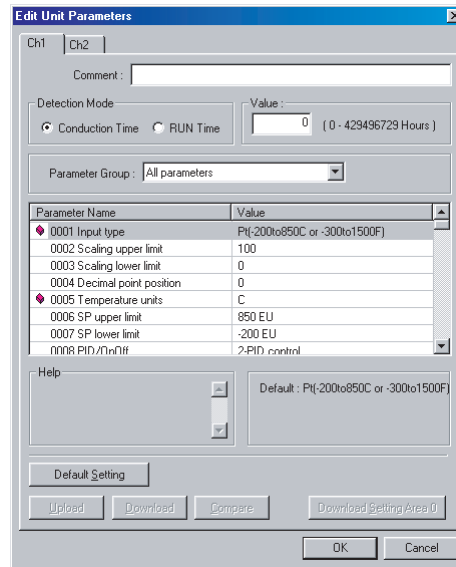 Edit Unit Parameters
Ch1 Ch2
Comment :
Detection Mode
Conduction Time RUN Time
Value :
0 ( 0 - 429496729 Hours )
Parameter Group : All parameters
Parameter Name Value
0001 Input type Pt(-200to850C or -300to1500F)
0002 Scaling upper limit 100
0003 Scaling lower limit 0
0004 Decimal point position 0
0005 Temperature units C
0006 SP upper limit 850 EU
0007 SP lower limit -200 EU
0008 PID/OnOff 2-PID control
Help
Default : Pt(-200to850C or -300to1500F)
Default Setting
Upload Download Compare Download Setting Area 0
OK Cancel